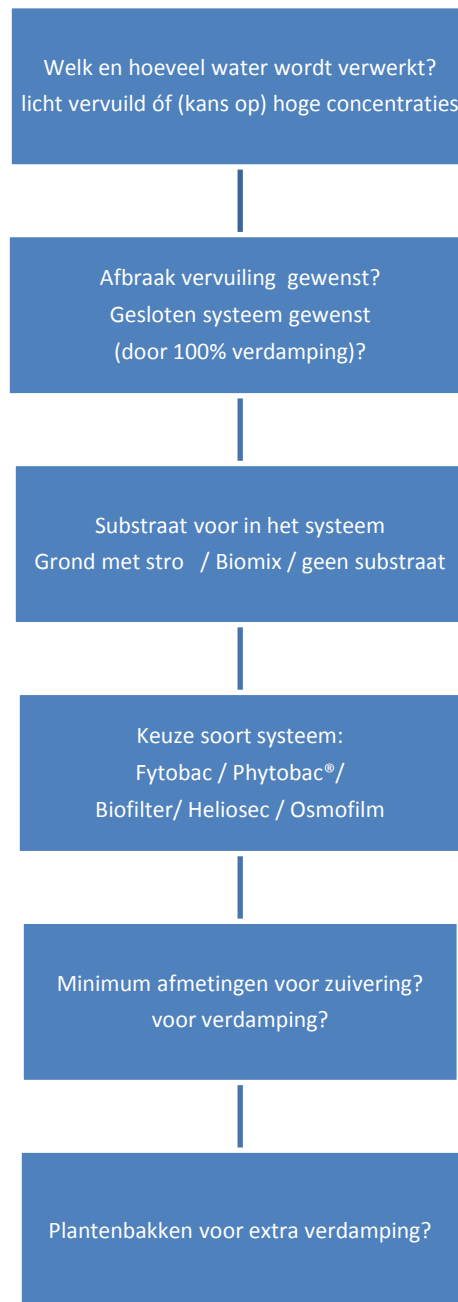 Welk en hoeveel water wordt verwerkt?
licht vervuild óf (kans op) hoge concentraties
Afbraak vervuiling gewenst?
Gesloten systeem gewenst
(door 100% verdamping)?
Substraat voor in het systeem
Grond met stro / Biomix / geen substraat
Keuze soort systeem:
Fytobac / Phytobac®/
Biofilter/ Heliosec / Osmofilm
Minimum afmetingen voor zuivering?
voor verdamping?
Plantenbakken voor extra verdamping?